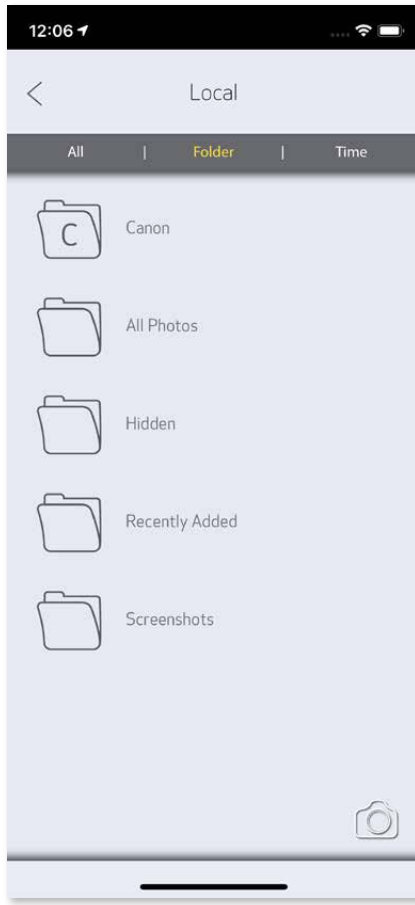 12:06
Local
All | Folder | Time
C Canon
All Photos
Hidden
Recently Added
Screenshots